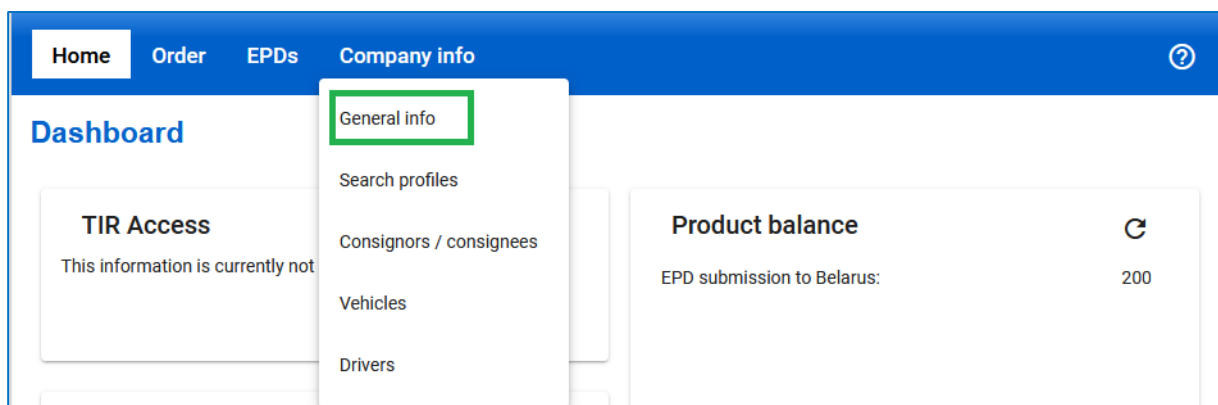 Home Order EPDs Company info
General info
Search profiles
Consignors / consignees
Vehicles
Drivers
Dashboard
TIR Access
This information is currently not
Product balance
EPD submission to Belarus: 200